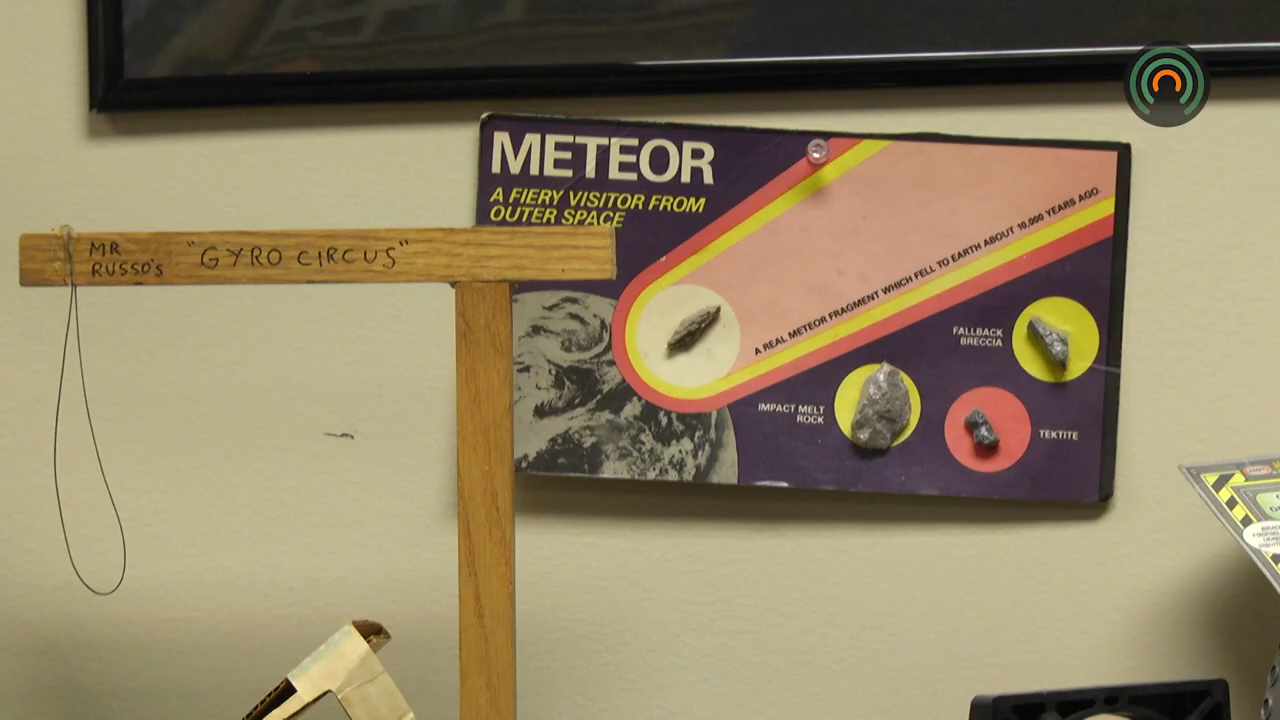 METEOR
A FIERY VISITOR FROM
OUTER SPACE
MR
RUSSO'S
"GYRO CIRCUS"
A REAL METEOR FRAGMENT WHICH FELL TO EARTH ABOUT 10,000 YEARS AGO.
FALLBACK
BRECCIA
IMPACT MELT
ROCK
TEKTITE